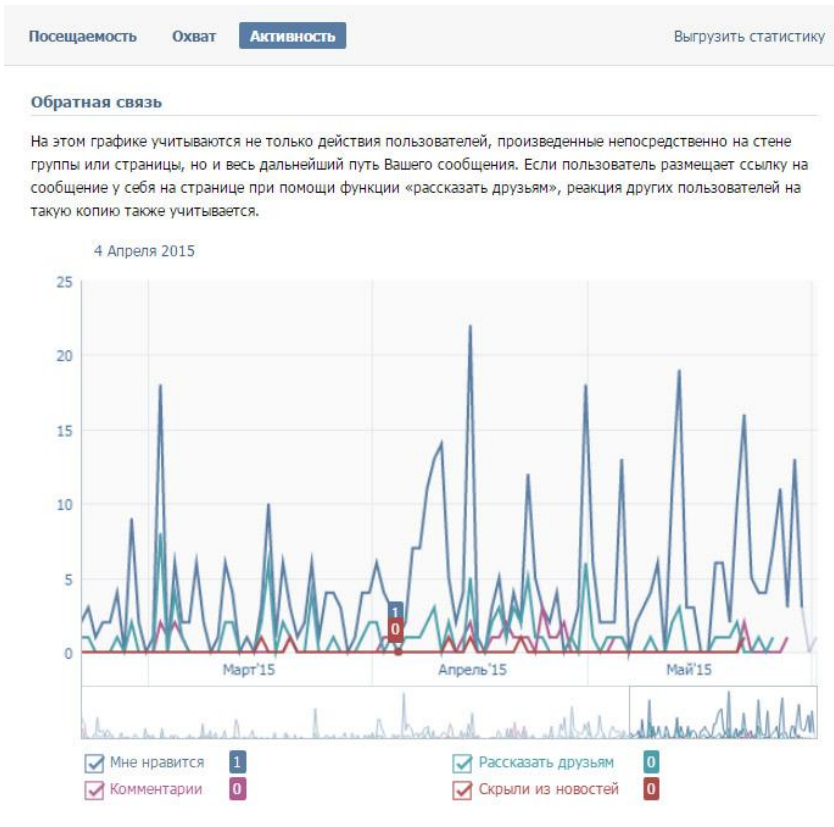 Посещаемость Охват Активность Выгрузить статистику
Обратная связь
На этом графике учитываются не только действия пользователей, произведенные непосредственно на стене
группы или страницы, но и весь дальнейший путь Вашего сообщения. Если пользователь размещает ссылку на
сообщение у себя на странице при помощи функции «рассказать друзьям», реакция других пользователей на
такую копию также учитывается.
4 Апреля 2015
25
20
15
10
5
1
0
0
Март'15 Апрель'15 Май'15
Мне нравится 1 Рассказать друзьям 0
Комментарии 0 Скрыли из новостей 0